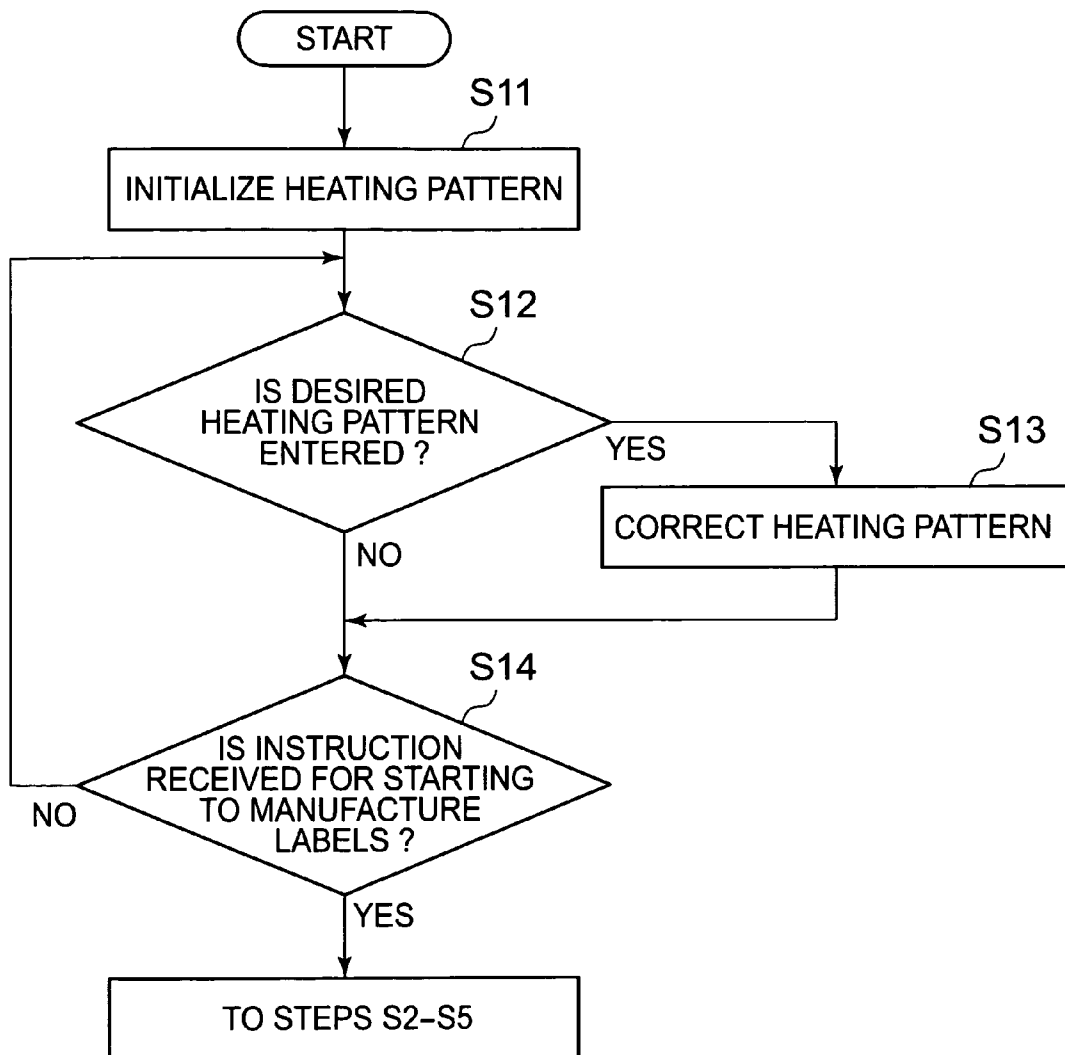 START
S11
INITIALIZE HEATING PATTERN
S12
IS DESIRED
HEATING PATTERN
ENTERED ?
YES
S13
CORRECT HEATING PATTERN
NO
S14
IS INSTRUCTION
RECEIVED FOR STARTING
TO MANUFACTURE
LABELS ?
NO
YES
TO STEPS S2–S5